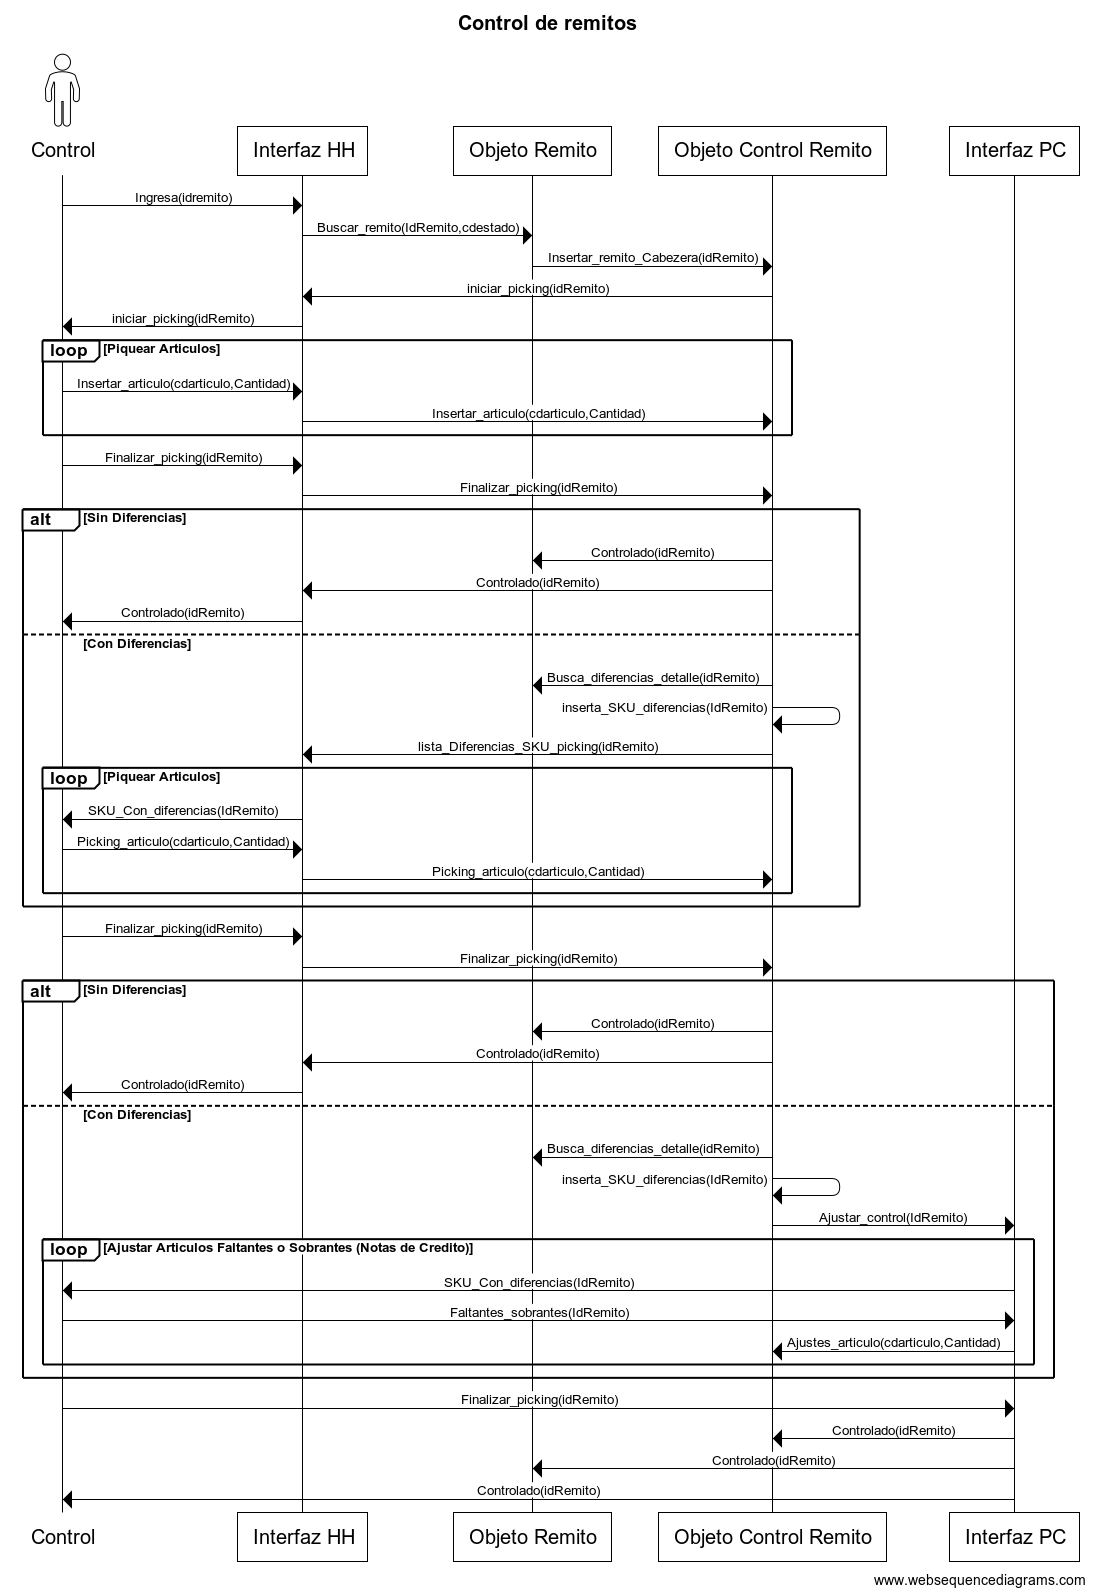 Control de remitos
Control
Interfaz HH
Objeto Remito
Objeto Control Remito
Interfaz PC
Ingresa(idremito)
Buscar_remito(IdRemito,cdestado)
Insertar_remito_Cabezera(idRemito)
iniciar_picking(idRemito)
iniciar_picking(idRemito)
loop [Piquear Articulos]
Insertar_articulo(cdarticulo,Cantidad)
Insertar_articulo(cdarticulo,Cantidad)
Finalizar_picking(idRemito)
Finalizar_picking(idRemito)
alt [Sin Diferencias]
Controlado(idRemito)
Controlado(idRemito)
Controlado(idRemito)
[Con Diferencias]
Busca_diferencias_detalle(idRemito)
inserta_SKU_diferencias(IdRemito)
lista_Diferencias_SKU_picking(idRemito)
loop [Piquear Articulos]
SKU_Con_diferencias(IdRemito)
Picking_articulo(cdarticulo,Cantidad)
Picking_articulo(cdarticulo,Cantidad)
Finalizar_picking(idRemito)
Finalizar_picking(idRemito)
alt [Sin Diferencias]
Controlado(idRemito)
Controlado(idRemito)
Controlado(idRemito)
[Con Diferencias]
Busca_diferencias_detalle(idRemito)
inserta_SKU_diferencias(IdRemito)
Ajustar_control(IdRemito)
loop [Ajustar Articulos Faltantes o Sobrantes (Notas de Credito)]
SKU_Con_diferencias(IdRemito)
Faltantes_sobrantes(IdRemito)
Ajustes_articulo(cdarticulo,Cantidad)
Finalizar_picking(idRemito)
Controlado(idRemito)
Controlado(idRemito)
Controlado(idRemito)
Control
Interfaz HH
Objeto Remito
Objeto Control Remito
Interfaz PC
www.websequencediagrams.com